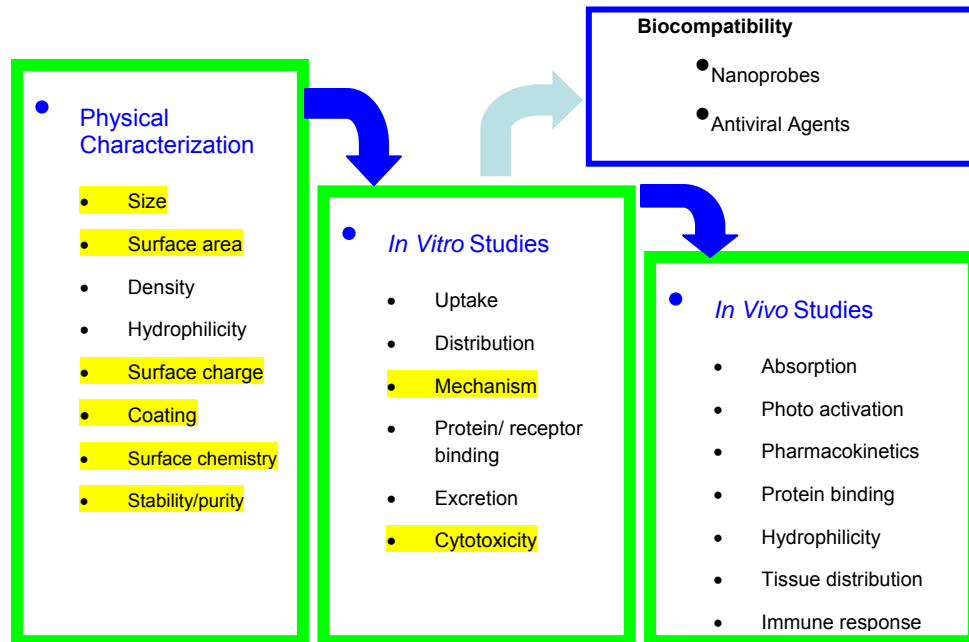 Biocompatibility
Nanoprobes
Antiviral Agents
Physical
Characterization
Size
Surface area
Density
Hydrophilicity
Surface charge
Coating
Surface chemistry
Stability/purity
In Vitro Studies
Uptake
Distribution
Mechanism
Protein/ receptor
binding
Excretion
Cytotoxicity
In Vivo Studies
Absorption
Photo activation
Pharmacokinetics
Protein binding
Hydrophilicity
Tissue distribution
Immune response